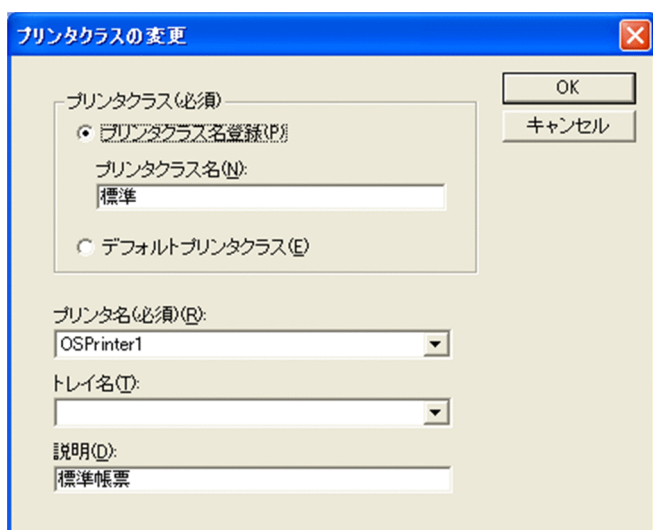 プリンタクラスの変更
OK
キャンセル
プリンタクラス(必須)
プリンタクラス名登録(P)
プリンタクラス名(N):
標準
デフォルトプリンタクラス(E)
プリンタ名(必須)(R):
OSPrinter1
トレイ名(T):
説明(D):
標準帳票